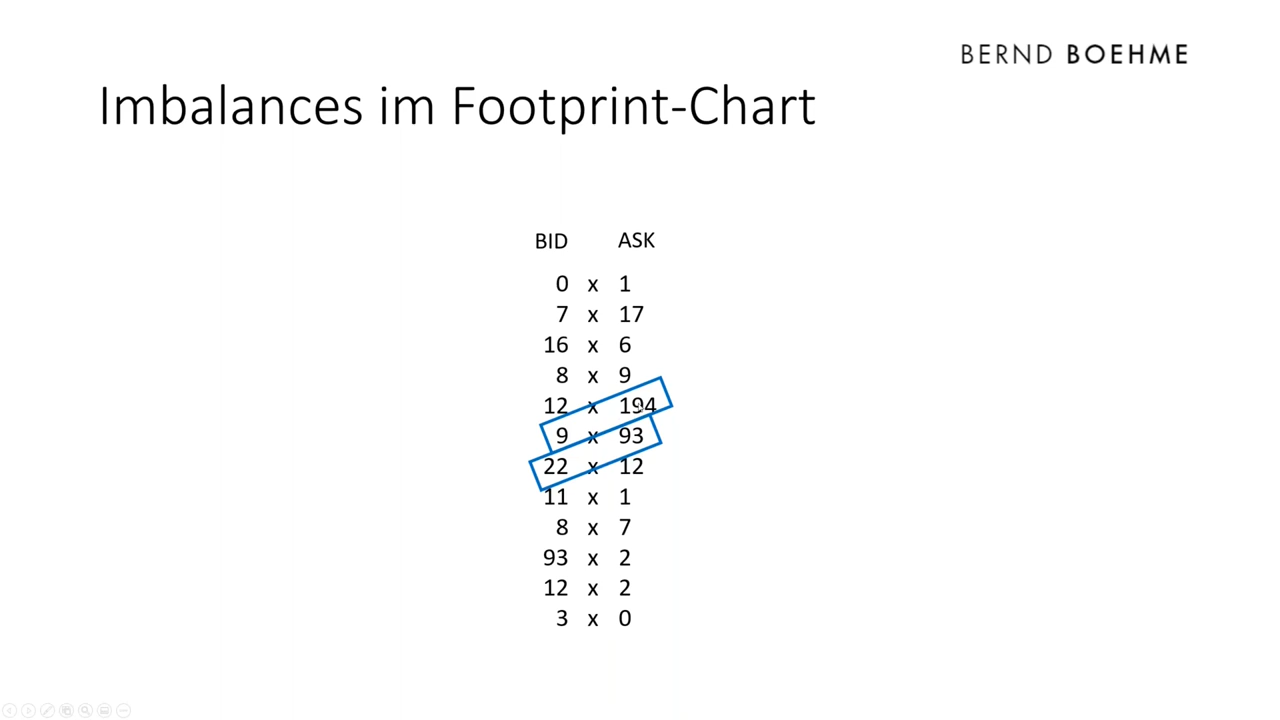 BERND BOEHME
Imbalances im Footprint-Chart
BID ASK
0 x 1
7 x 17
16 x 6
8 x 9
12 x 194
9 x 93
22 x 12
11 x 1
8 x 7
93 x 2
12 x 2
3 x 0